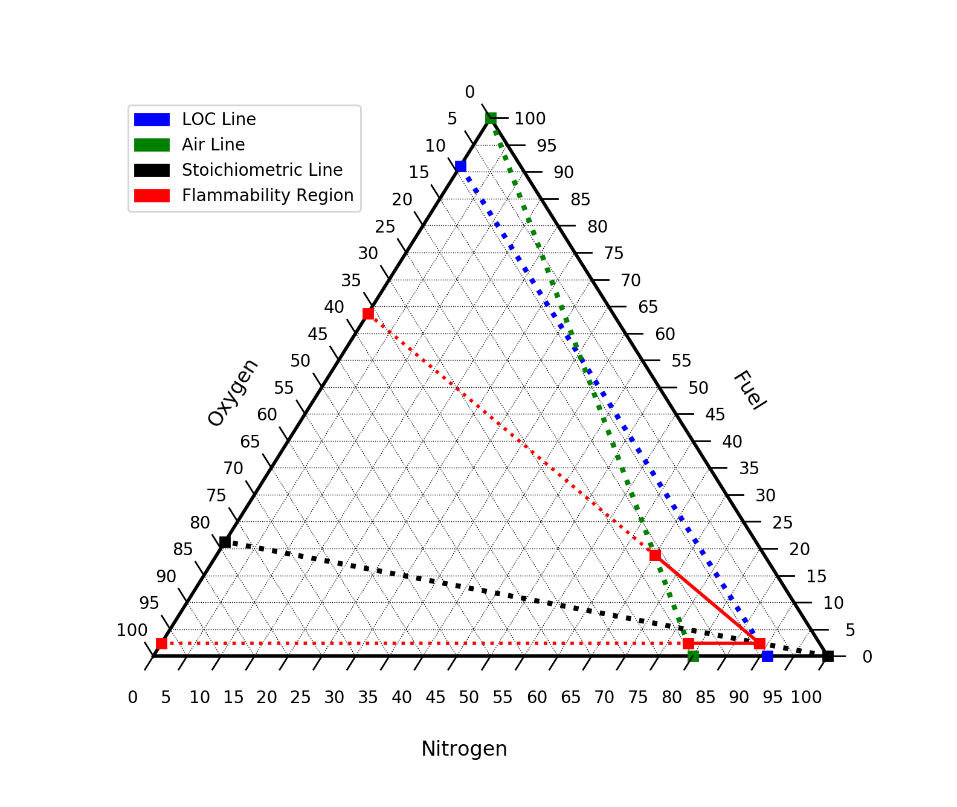 0
5 100
LOC Line
Air Line
10 95
Stoichiometric Line
15 90
Flammability Region
20 85
25 80
30 75
35 70
40 65
45 60
50 55
Oxygen
Fuel
55 50
60 45
65 40
70 35
75 30
80 25
85 20
90 15
95 10
100 5
0
0 5 10 15 20 25 30 35 40 45 50 55 60 65 70 75 80 85 90 95 100
Nitrogen